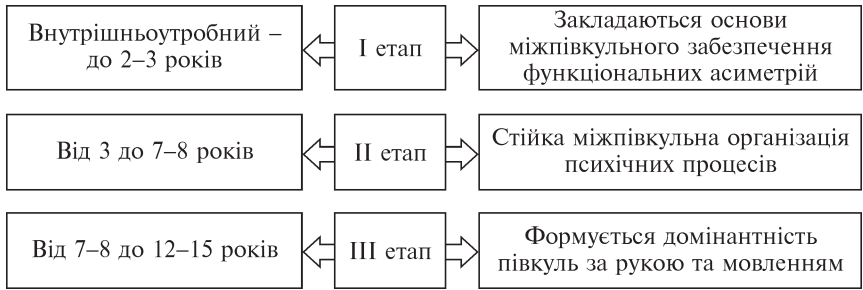 Внутрішньоутробний –
до 2–3 років
І етап
Закладаються основи
міжпівкульного забезпечення
функціональних асиметрій
Від 3 до 7–8 років
ІІ етап
Стійка міжпівкульна організація
психічних процесів
Від 7–8 до 12–15 років
ІІІ етап
Формується домінантність
півкуль за рукою та мовленням